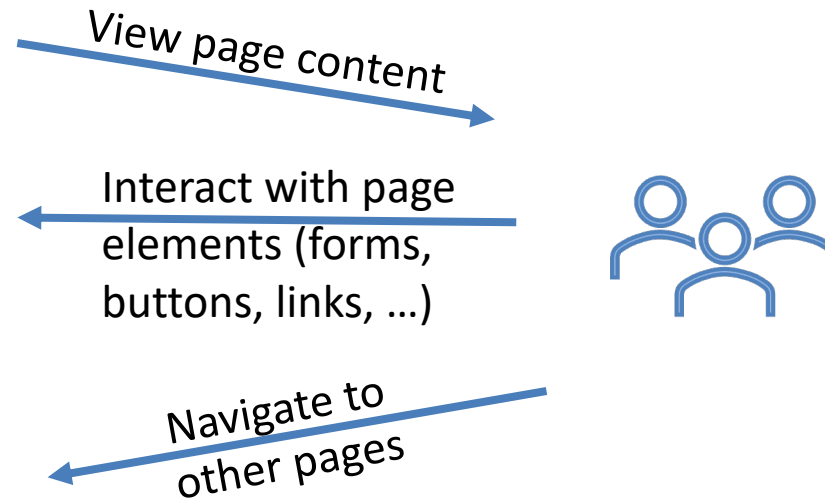 View page content
Interact with page
elements (forms,
buttons, links, …)
Navigate to
other pages